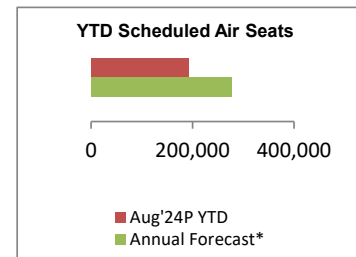 YTD Scheduled Air Seats
0 200,000 400,000
Aug'24P YTD
Annual Forecast*